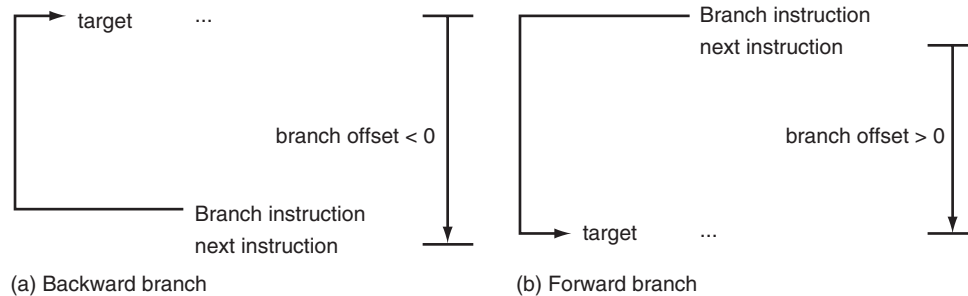 target ...
branch offset < 0
Branch instruction
next instruction
(a) Backward branch
Branch instruction
next instruction
branch offset > 0
target ...
(b) Forward branch